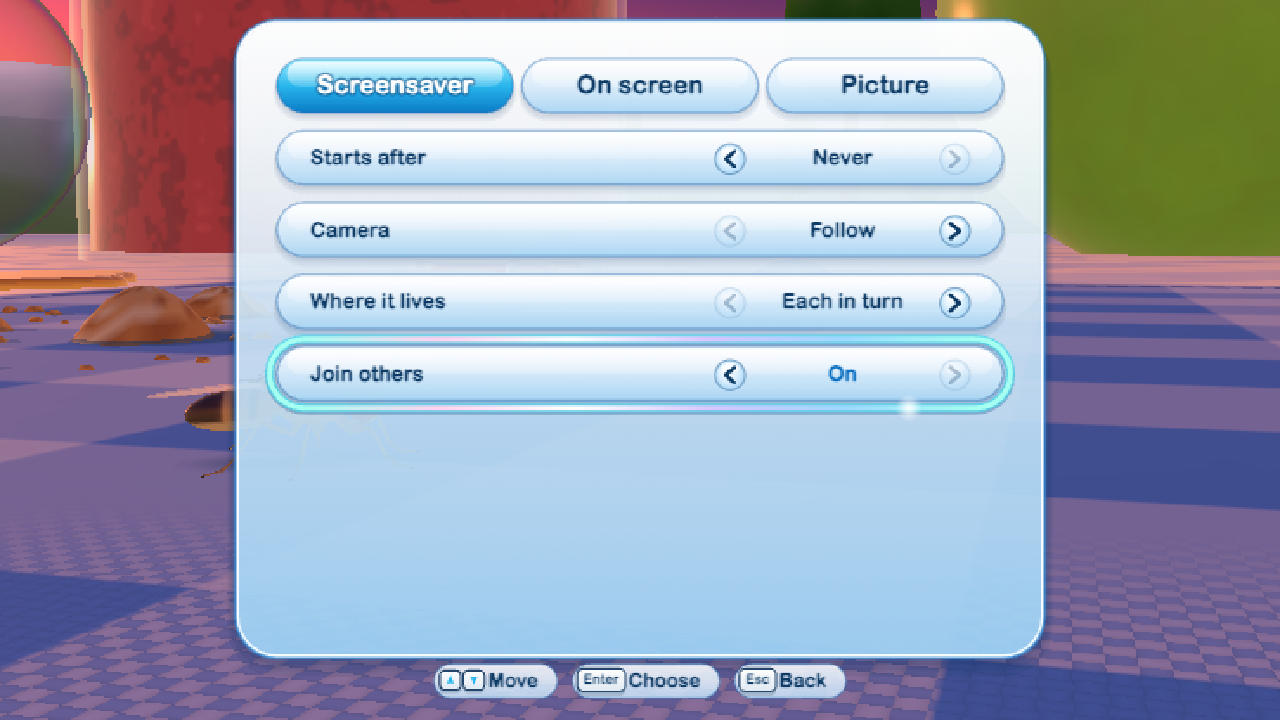 Screensaver On screen Picture
Starts after Never
Camera Follow
Where it lives Each in turn
Join others On
Move Enter Choose Esc Back